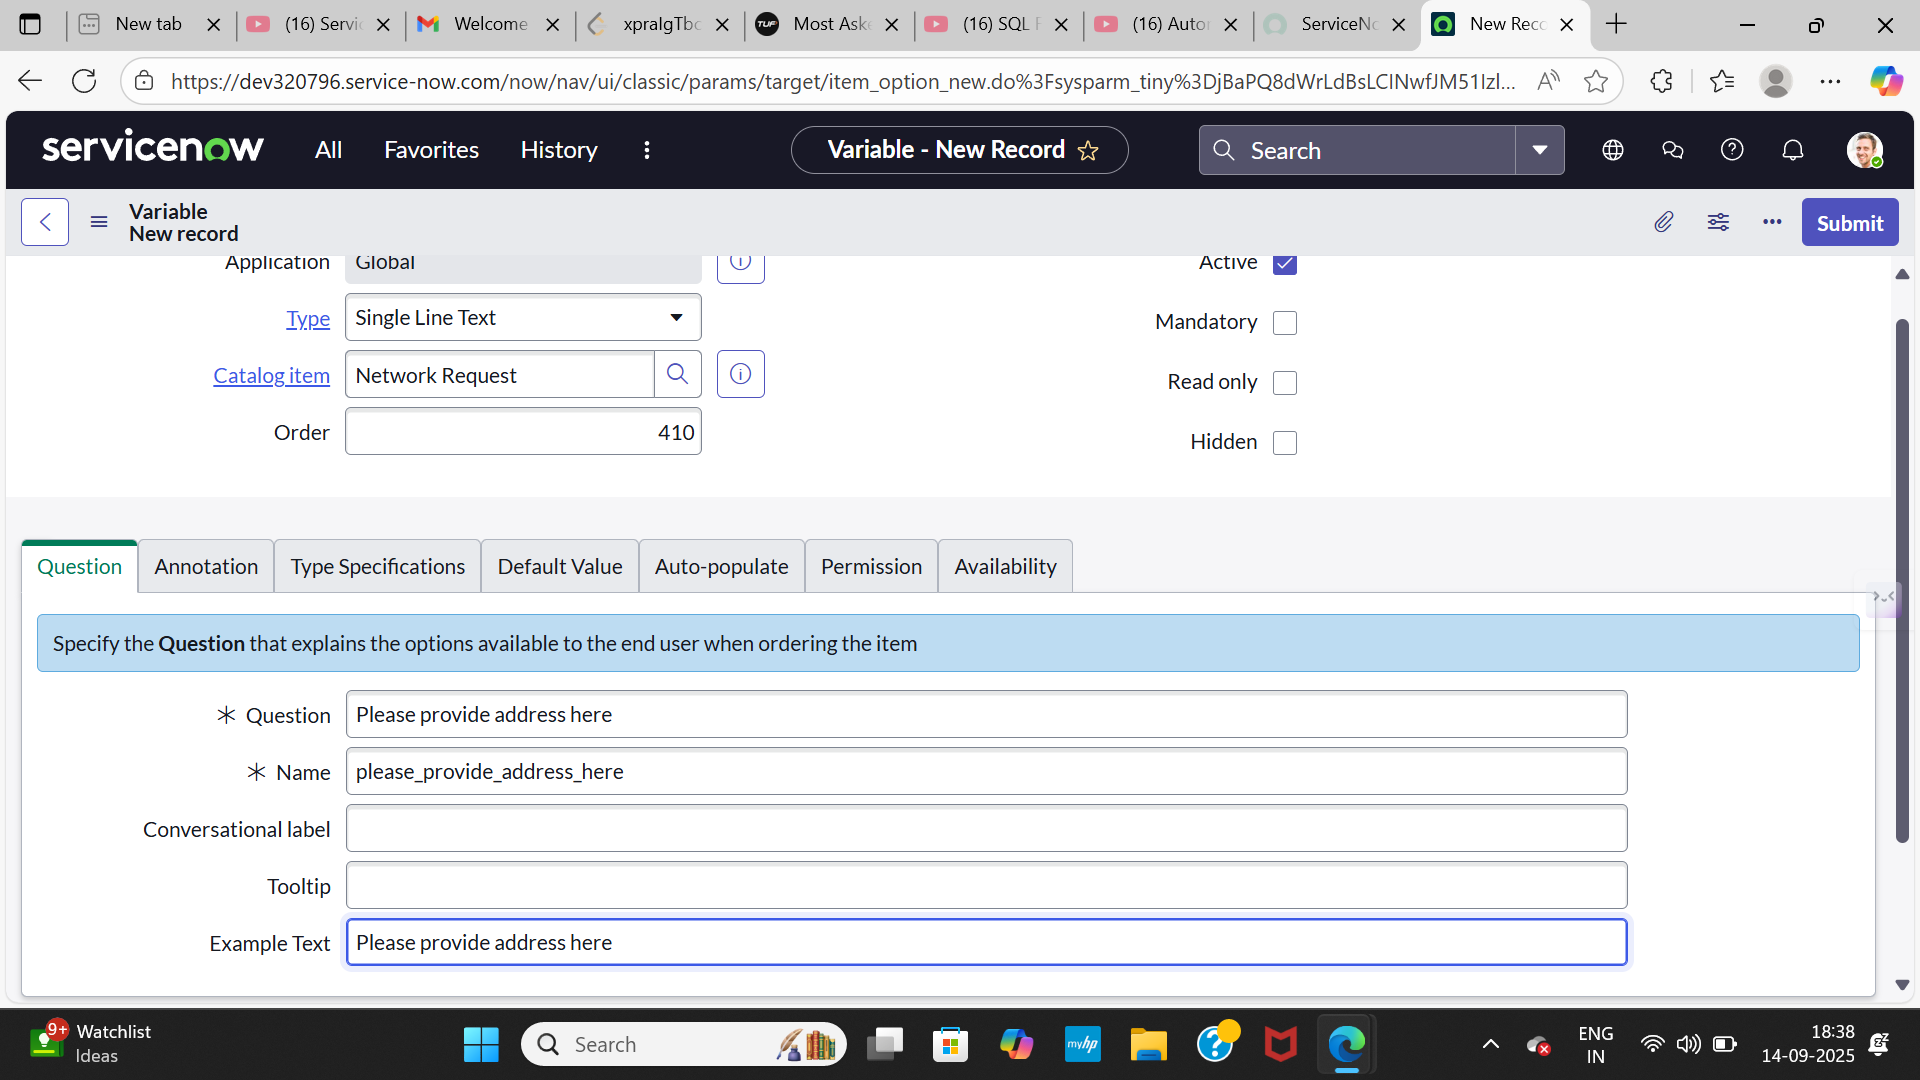 New tab
(16) Servic
Welcome
xpraIgTbc
TUF
Most Aske
(16) SQL F
(16) Autor
ServiceNo
New Reco
https://dev320796.service-now.com/now/nav/ui/classic/params/target/item_option_new.do%3Fsysparm_tiny%3DjBaPQ8dWrLdBsLCINwfJM51Izl...
servicenow
All
Favorites
History
Variable - New Record
Search
Variable
New record
Submit
Application
Global
Active
Type
Single Line Text
Mandatory
Catalog item
Network Request
Read only
Order
410
Hidden
Question
Annotation
Type Specifications
Default Value
Auto-populate
Permission
Availability
Specify the Question that explains the options available to the end user when ordering the item
Question
Please provide address here
Name
please_provide_address_here
Conversational label
Tooltip
Example Text
Please provide address here
9+
Watchlist
Ideas
Search
myhp
ENG
IN
18:38
14-09-2025